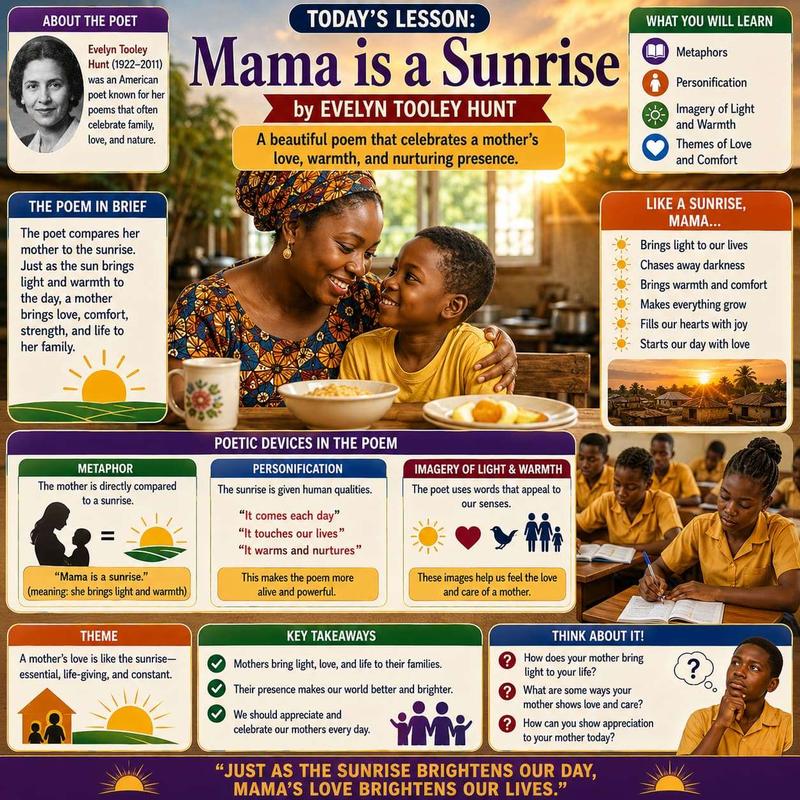 TODAY'S LESSON:
Mama is a Sunrise
by EVELYN TOOLEY HUNT
A beautiful poem that celebrates a mother's
love, warmth, and nurturing presence.
ABOUT THE POET
Evelyn Tooley
Hunt (1922–2011)
was an American
poet known for her
poems that often
celebrate family,
love, and nature.
WHAT YOU WILL LEARN
Metaphors
Personification
Imagery of Light
and Warmth
Themes of Love
and Comfort
THE POEM IN BRIEF
The poet compares her
mother to the sunrise.
Just as the sun brings
light and warmth to
the day, a mother
brings love, comfort,
strength, and life to
her family.
LIKE A SUNRISE,
MAMA...
Brings light to our lives
Chases away darkness
Brings warmth and comfort
Makes everything grow
Fills our hearts with joy
Starts our day with love
POETIC DEVICES IN THE POEM
METAPHOR
The mother is directly compared
to a sunrise.
=
"Mama is a sunrise."
(meaning: she brings light and warmth)
PERSONIFICATION
The sunrise is given human qualities.
"It comes each day"
"It touches our lives"
"It warms and nurtures"
This makes the poem more
alive and powerful.
IMAGERY OF LIGHT & WARMTH
The poet uses words that appeal to
our senses.
These images help us feel the love
and care of a mother.
THEME
A mother's love is like the sunrise—
essential, life-giving, and constant.
KEY TAKEAWAYS
Mothers bring light, love, and life to their families.
Their presence makes our world better and brighter.
We should appreciate and
celebrate our mothers every day.
THINK ABOUT IT!
? How does your mother bring
light to your life?
? What are some ways your
mother shows love and care?
? How can you show appreciation
to your mother today?
?
"JUST AS THE SUNRISE BRIGHTENS OUR DAY,
MAMA'S LOVE BRIGHTENS OUR LIVES."